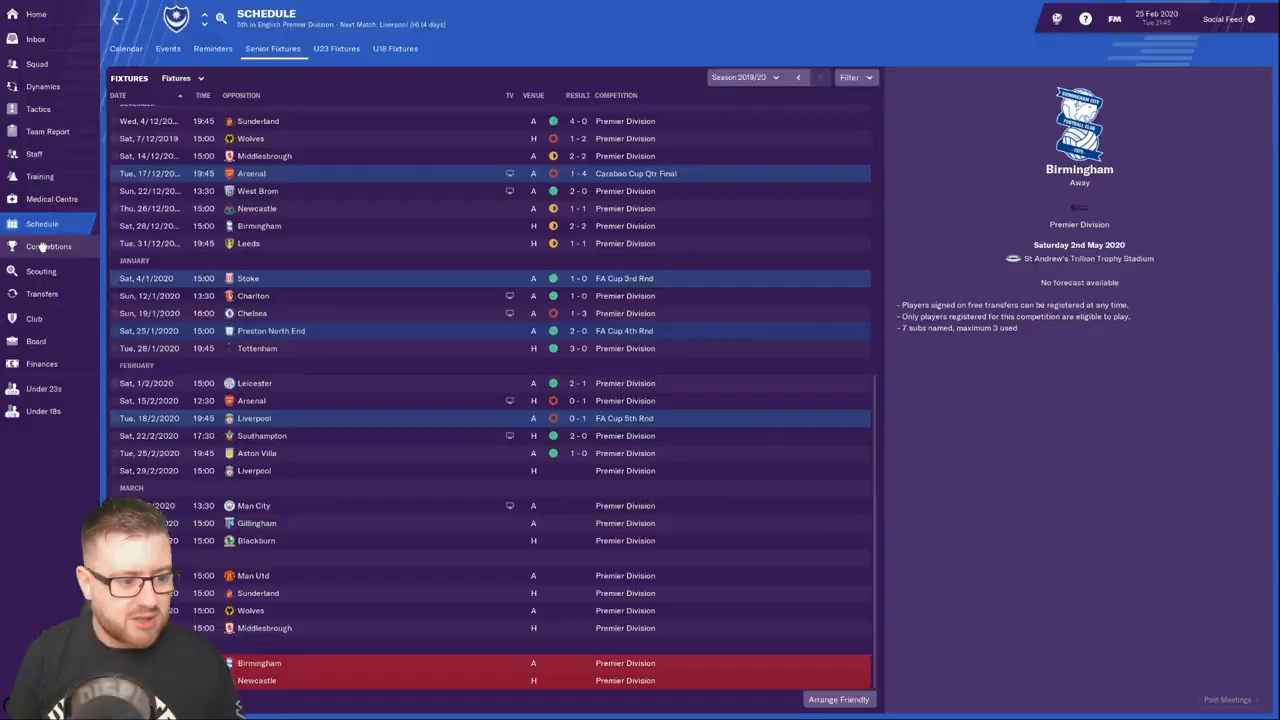 Home
Inbox
Squad
Dynamics
Tactics
Team Report
Staff
Training
Medical Centre
Schedule
Competitions
Scouting
Transfers
Club
Board
Finances
Under 23s
Under 18s
SCHEDULE
5th in English Premier Division - Next Match: Liverpool (H) (4 days)
FM
25 Feb 2020
Tue 21:45
Social Feed
Calendar Events Reminders Senior Fixtures U23 Fixtures U18 Fixtures
FIXTURES Fixtures Season 2019/20 Filter
DATE TIME OPPOSITION TV VENUE RESULT COMPETITION
Wed, 4/12/20... 19:45 Sunderland A 4 - 0 Premier Division
Sat, 7/12/2019 15:00 Wolves H 1 - 2 Premier Division
Sat, 14/12/20... 15:00 Middlesbrough A 2 - 2 Premier Division
Tue, 17/12/20... 19:45 Arsenal A 1 - 4 Carabao Cup Qtr Final
Sun, 22/12/20... 13:30 West Brom A 2 - 0 Premier Division
Thu, 26/12/20... 15:00 Newcastle A 1 - 1 Premier Division
Sat, 28/12/20... 15:00 Birmingham H 2 - 2 Premier Division
Tue, 31/12/20... 19:45 Leeds H 1 - 1 Premier Division
JANUARY
Sat, 4/1/2020 15:00 Stoke A 1 - 0 FA Cup 3rd Rnd
Sun, 12/1/2020 13:30 Charlton A 1 - 0 Premier Division
Sun, 19/1/2020 16:00 Chelsea A 1 - 3 Premier Division
Sat, 25/1/2020 15:00 Preston North End A 2 - 0 FA Cup 4th Rnd
Tue, 28/1/2020 19:45 Tottenham H 3 - 0 Premier Division
FEBRUARY
Sat, 1/2/2020 15:00 Leicester A 2 - 1 Premier Division
Sat, 15/2/2020 12:30 Arsenal H 0 - 1 Premier Division
Tue, 18/2/2020 19:45 Liverpool A 0 - 1 FA Cup 5th Rnd
Sat, 22/2/2020 17:30 Southampton H 2 - 0 Premier Division
Tue, 25/2/2020 19:45 Aston Villa A 1 - 0 Premier Division
Sat, 29/2/2020 15:00 Liverpool H Premier Division
MARCH
13:30 Man City A Premier Division
15:00 Gillingham A Premier Division
15:00 Blackburn H Premier Division
15:00 Man Utd A Premier Division
15:00 Sunderland H Premier Division
15:00 Wolves A Premier Division
15:00 Middlesbrough H Premier Division
Birmingham A Premier Division
Newcastle H Premier Division
Arrange Friendly
BIRMINGHAM CITY
FOOTBALL CLUB
1875
Birmingham
Away
Premier Division
Saturday 2nd May 2020
St Andrew's Trillion Trophy Stadium
No forecast available
- Players signed on free transfers can be registered at any time.
- Only players registered for this competition are eligible to play.
- 7 subs named, maximum 3 used
Past Meetings